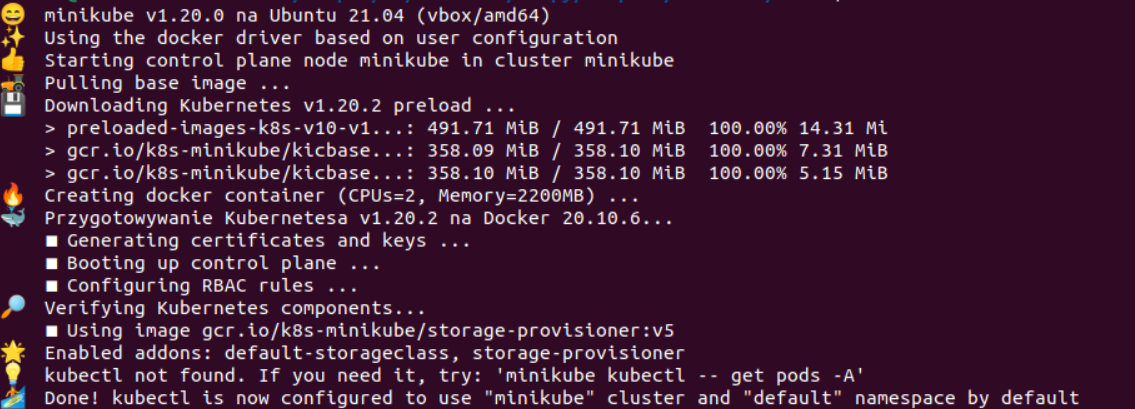 minikube v1.20.0 na Ubuntu 21.04 (vbox/amd64)
Using the docker driver based on user configuration
Starting control plane node minikube in cluster minikube
Pulling base image ...
Downloading Kubernetes v1.20.2 preload ...
> preloaded-images-k8s-v10-v1...: 491.71 MiB / 491.71 MiB  100.00% 14.31 Mi
> gcr.io/k8s-minikube/kicbase...: 358.09 MiB / 358.10 MiB  100.00% 7.31 MiB
> gcr.io/k8s-minikube/kicbase...: 358.10 MiB / 358.10 MiB  100.00% 5.15 MiB
Creating docker container (CPUs=2, Memory=2200MB) ...
Przygotowywanie Kubernetesa v1.20.2 na Docker 20.10.6...
■ Generating certificates and keys ...
■ Booting up control plane ...
■ Configuring RBAC rules ...
Verifying Kubernetes components...
■ Using image gcr.io/k8s-minikube/storage-provisioner:v5
Enabled addons: default-storageclass, storage-provisioner
kubectl not found. If you need it, try: 'minikube kubectl -- get pods -A'
Done! kubectl is now configured to use "minikube" cluster and "default" namespace by default